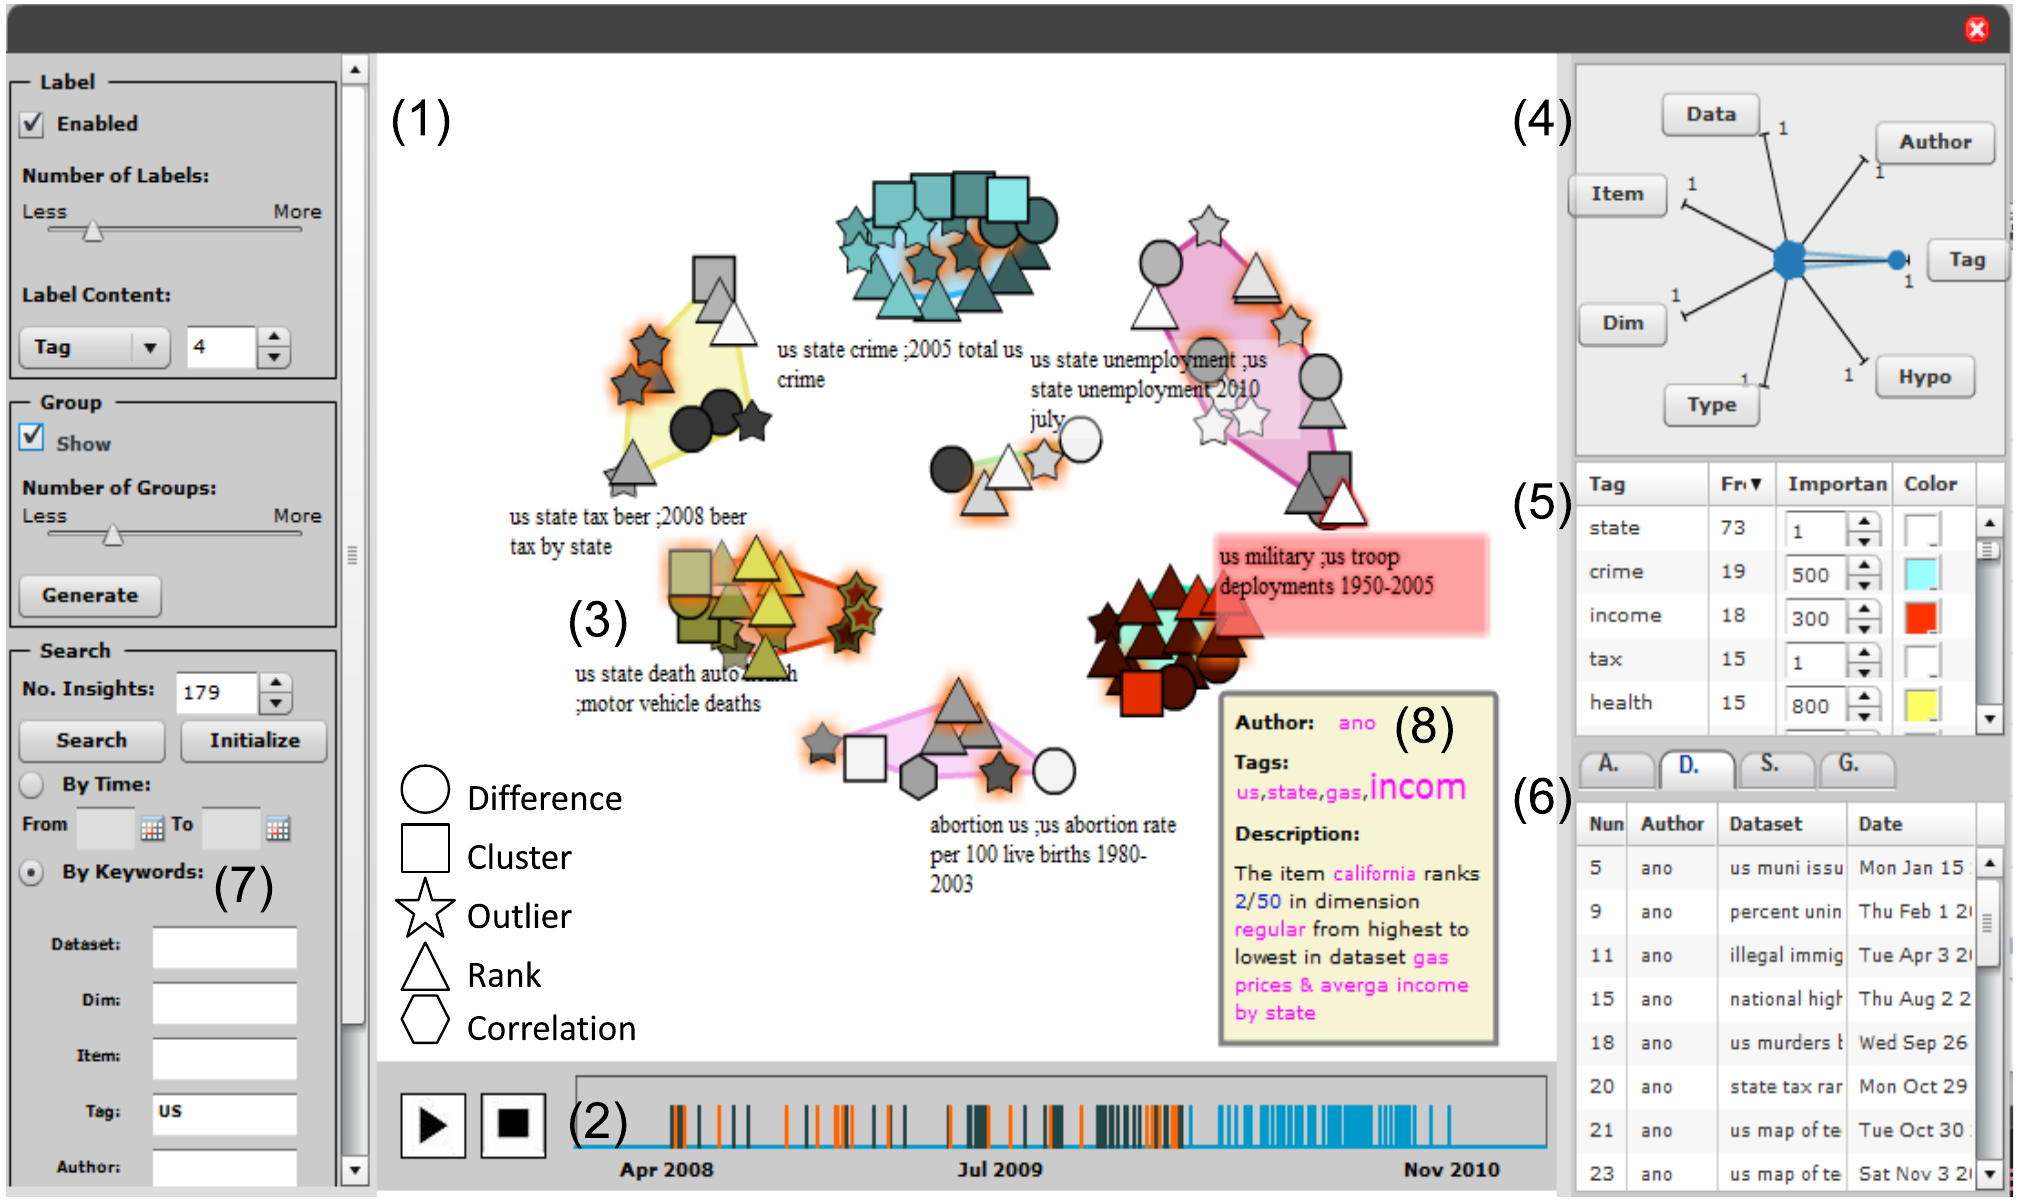 Label
Enabled
Number of Labels:
Less More
Label Content:
Tag 4
Group
Show
Number of Groups:
Less More
Generate
Search
No. Insights: 179
Search Initialize
By Time:
From To
By Keywords:
(7)
Dataset:
Dim:
Item:
Tag: US
Author:
(1)
us state crime ;2005 total us
crime
us state unemployment ;us
state unemployment 2010
july
us state tax beer ;2008 beer
tax by state
us military ;us troop
deployments 1950-2005
(3)
us state death auto
;motor vehicle deaths
abortion us ;us abortion rate
per 100 live births 1980-
2003
Difference
Cluster
Outlier
Rank
Correlation
Author: ano
(8)
Tags:
us,state,gas,incom
Description:
The item california ranks
2/50 in dimension
regular from highest to
lowest in dataset gas
prices & averga income
by state
(2)
Apr 2008 Jul 2009 Nov 2010
(4)
Data 1
Author 1
Item 1
Tag 1
Dim 1
Hypo 1
Type 1
(5)
Tag Fr▼ Importan Color
state 73 1
crime 19 500
income 18 300
tax 15 1
health 15 800
(6)
A. D. S. G.
Nun Author Dataset Date
5 ano us muni issu Mon Jan 15
9 ano percent unin Thu Feb 1 20
11 ano illegal immig Tue Apr 3 20
15 ano national high Thu Aug 2 2
18 ano us murders b Wed Sep 26
20 ano state tax rar Mon Oct 29
21 ano us map of te Tue Oct 30
23 ano us map of te Sat Nov 3 20